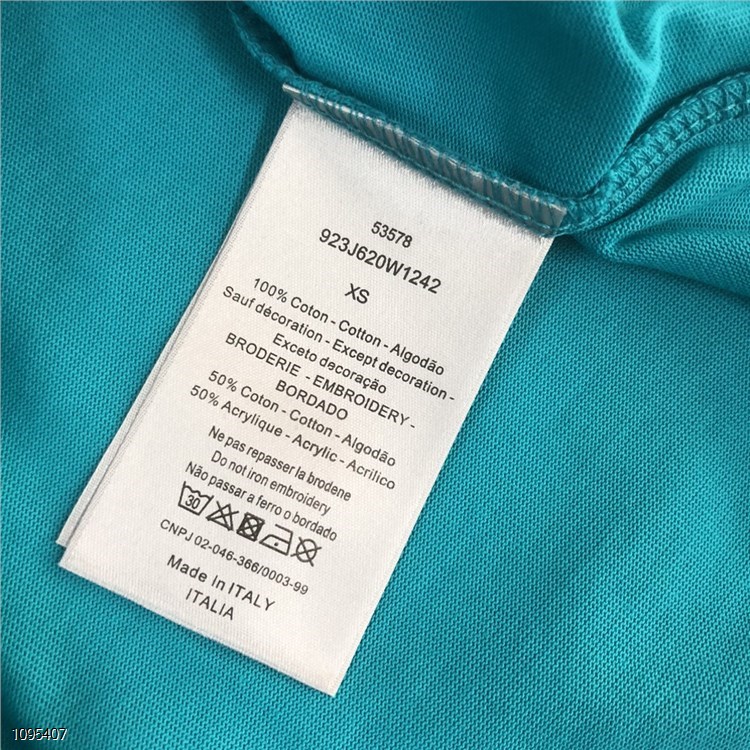 53578
923J620W1242
XS
100% Coton - Cotton - Algodão
Sauf décoration - Except decoration -
Exceto decoração
BRODERIE - EMBROIDERY -
BORDADO
50% Coton - Cotton - Algodão
50% Acrylique - Acrylic - Acrilico
Ne pas repasser la brodene
Do not iron embroidery
Não passar a ferro o bordado
30
CNPJ 02-046-366/0003-99
Made In ITALY
ITALIA
1095407